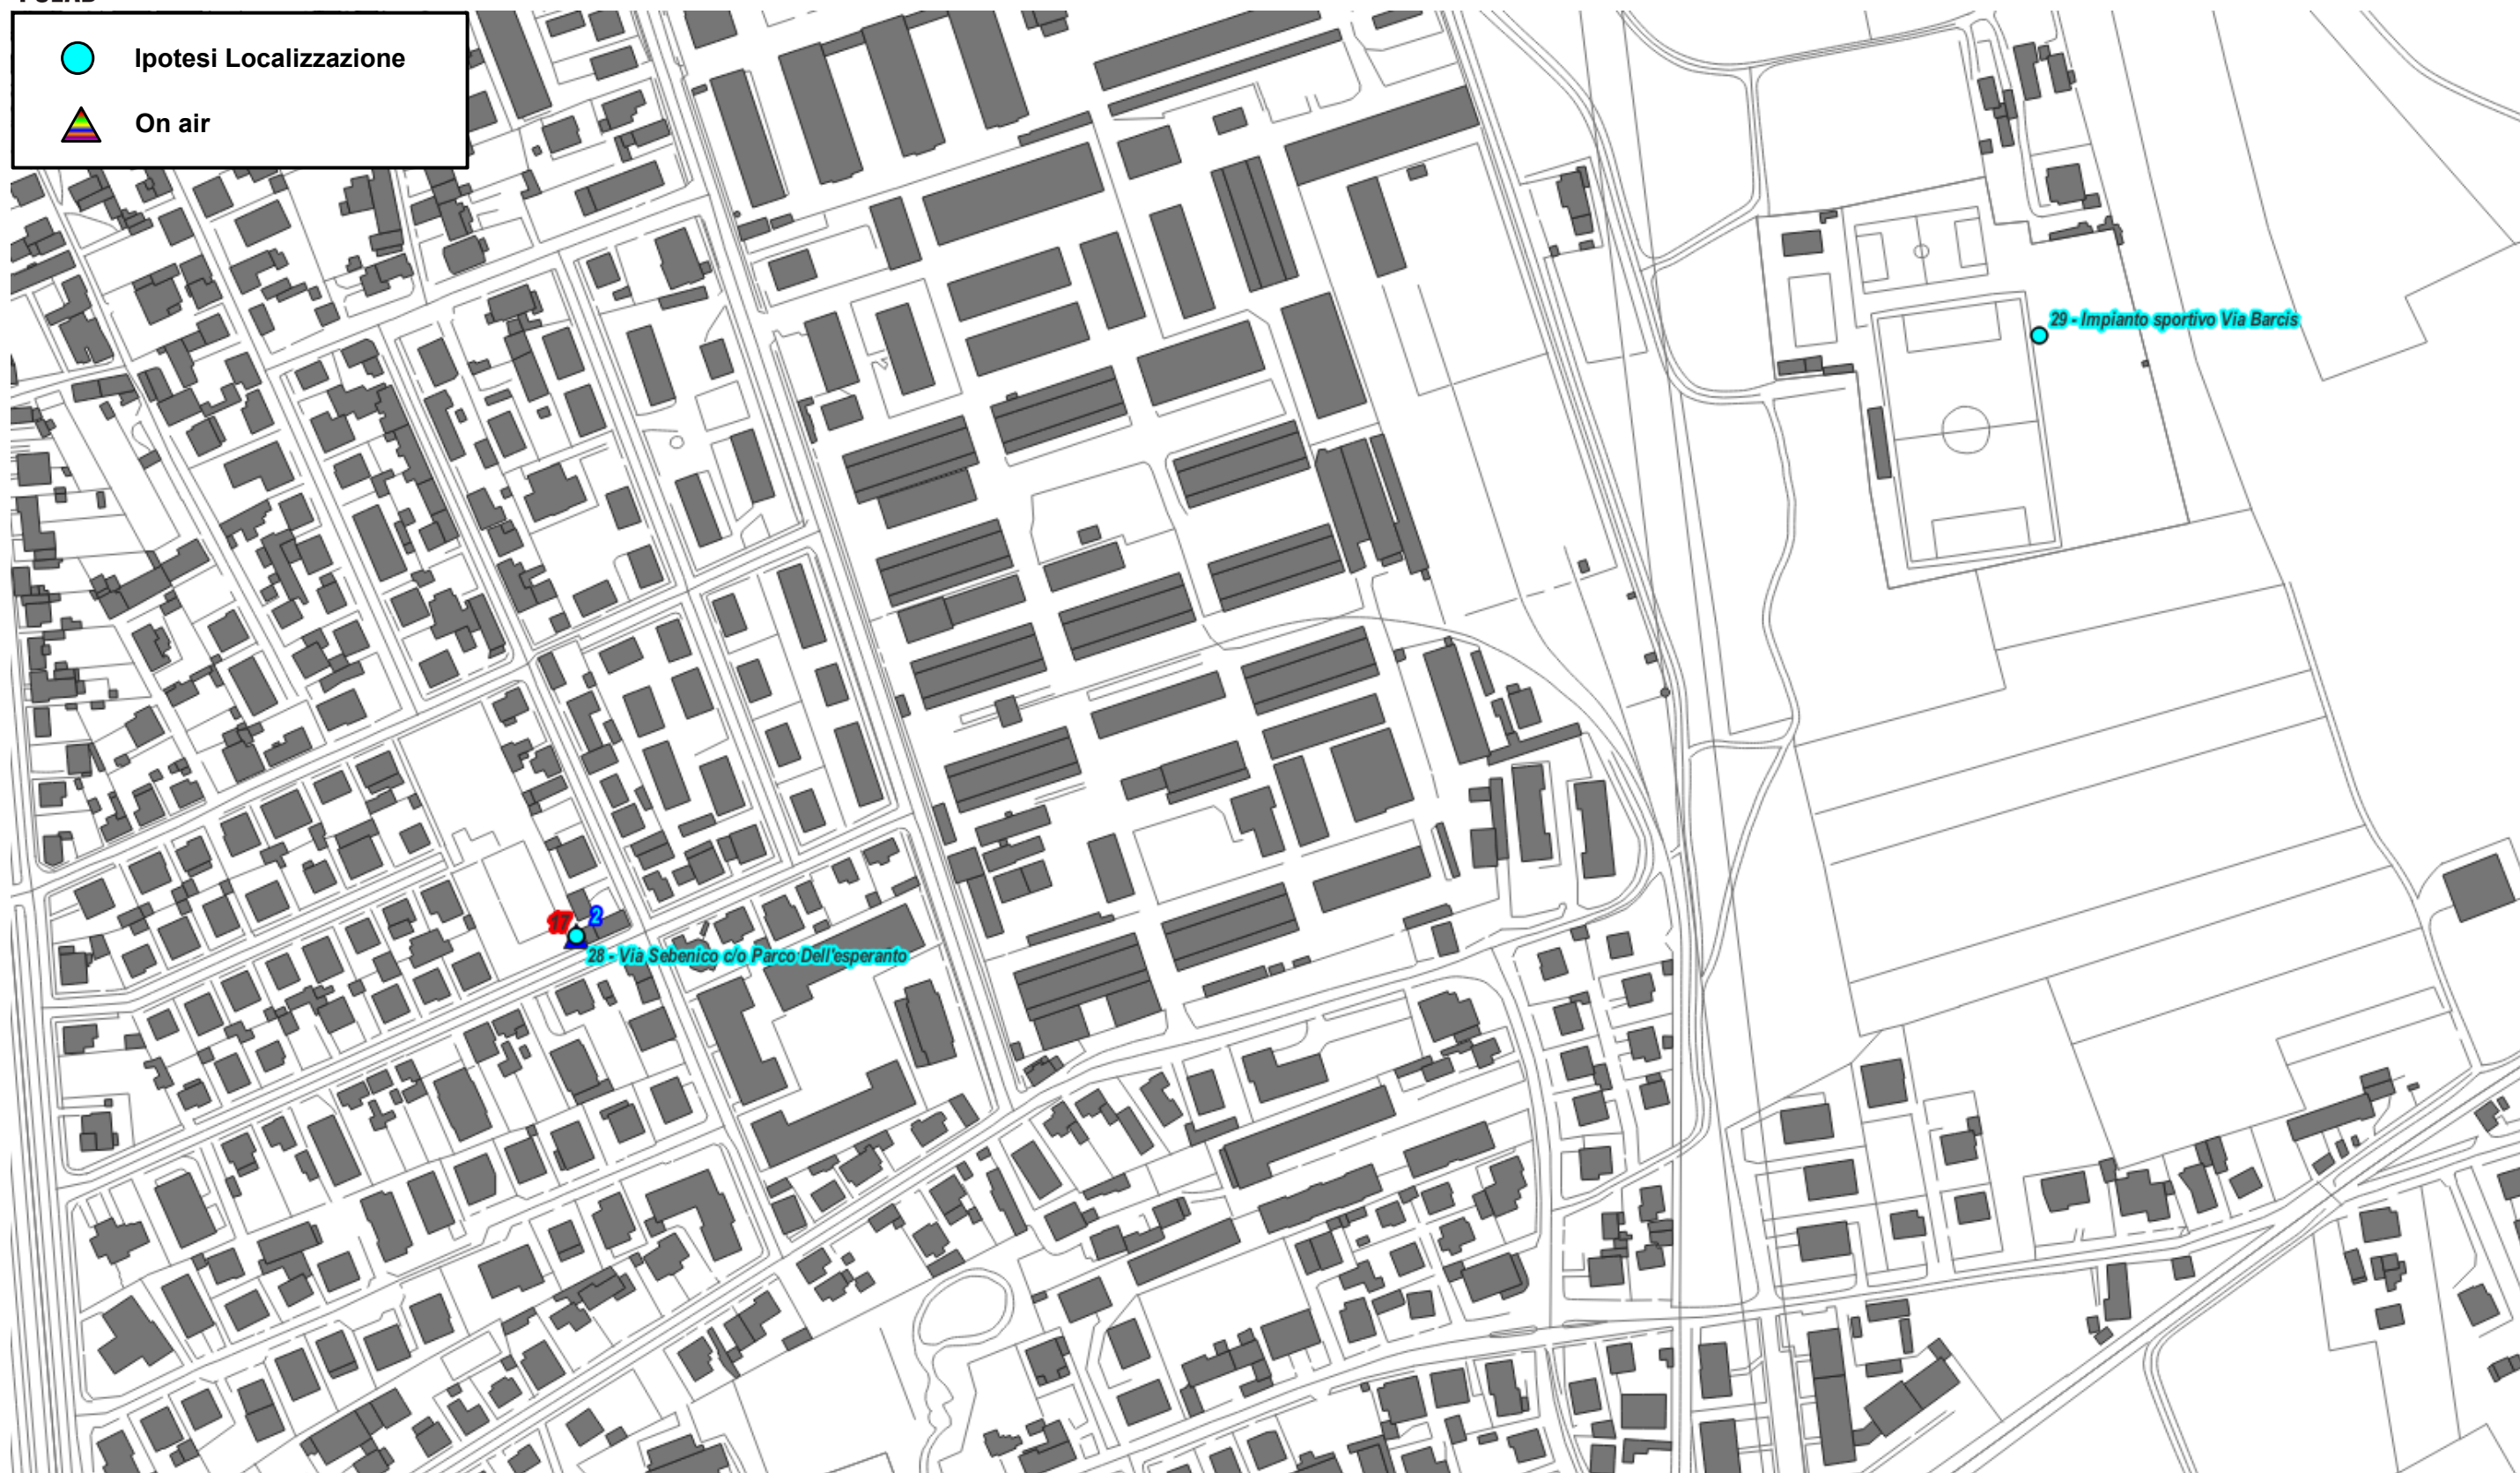 Ipotesi Localizzazione
On air
29 - Impianto sportivo Via Barcis
17
2
28 - Via Sebenico c/o Parco Dell'esperanto